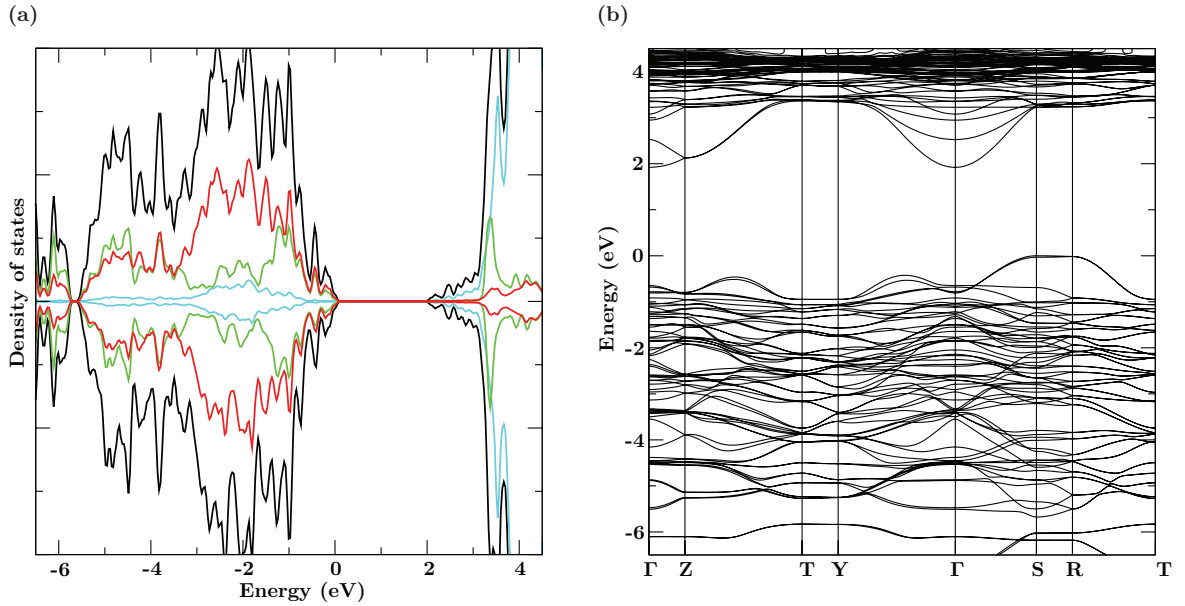 (a)
Density of states
-6 -4 -2 0 2 4
Energy (eV)
(b)
Energy (eV)
4
2
0
-2
-4
-6
Γ Z T Y Γ S R T